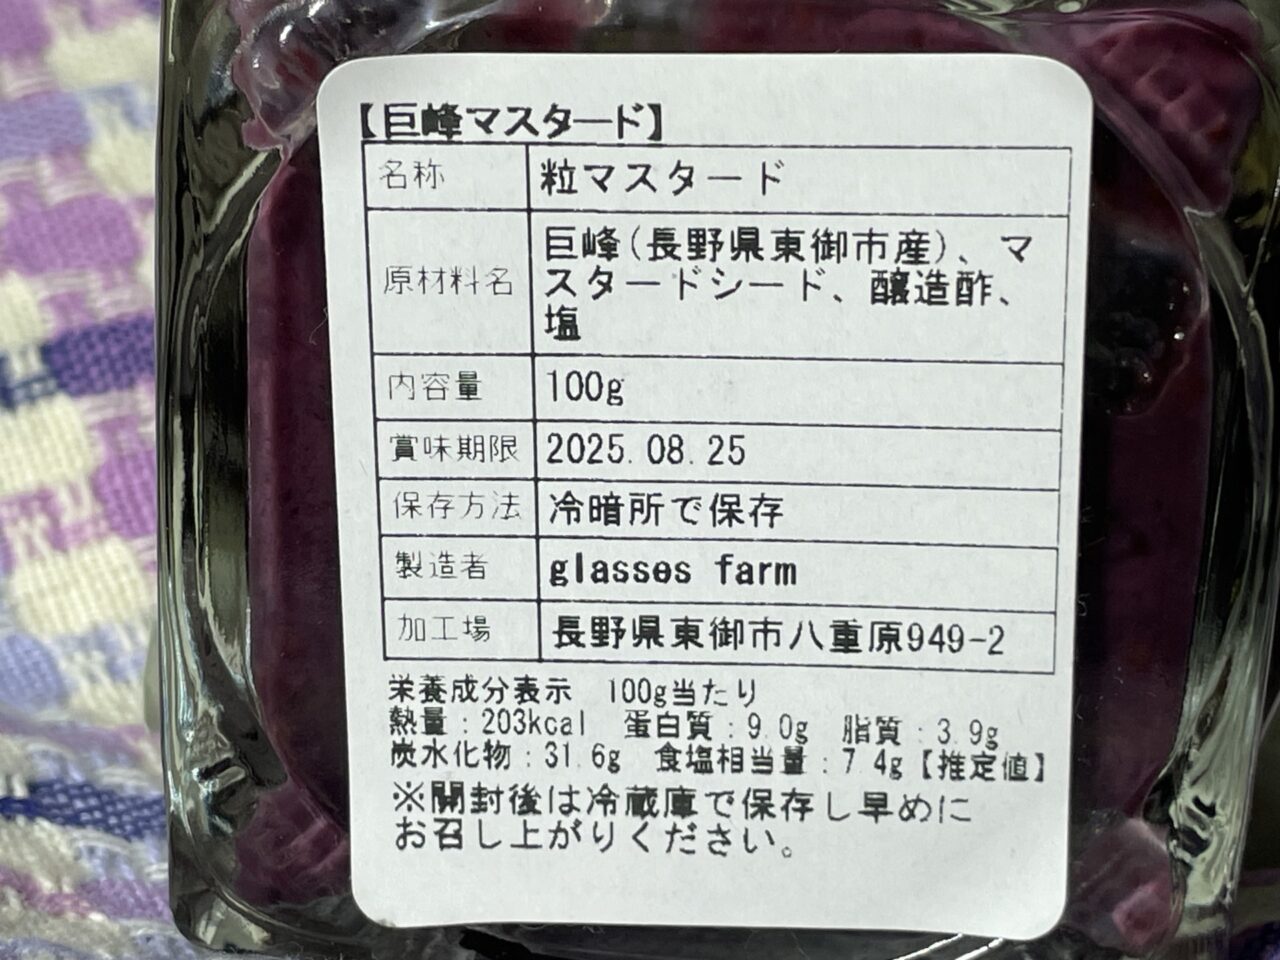 【巨峰マスタード】
名称 粒マスタード
原材料名 巨峰(長野県東御市産)、マ
スタードシード、醸造酢、
塩
内容量 100g
賞味期限 2025.08.25
保存方法 冷暗所で保存
製造者 glasses farm
加工場 長野県東御市八重原949-2
栄養成分表示 100g当たり
熱量:203kcal 蛋白質:9.0g 脂質:3.9g
炭水化物:31.6g 食塩相当量:7.4g【推定値】
※開封後は冷蔵庫で保存し早めに
お召し上がりください。